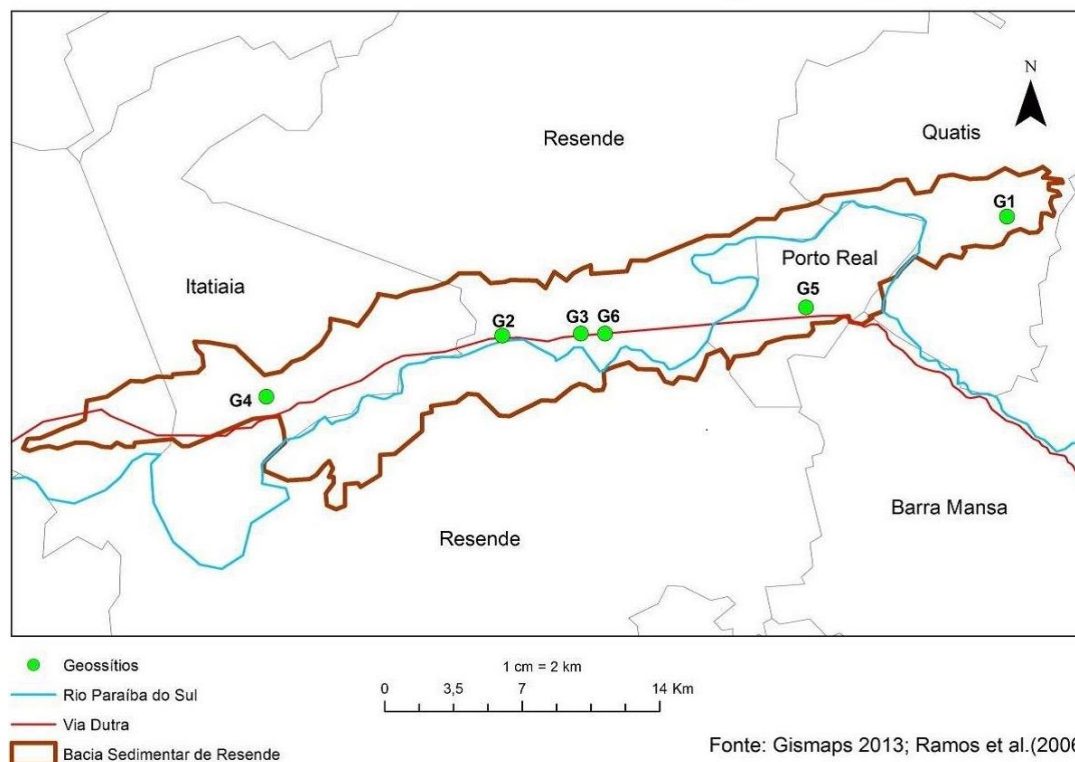 N
Resende
Quatis
G1
Porto Real
Itatiaia
G5
G2
G3 G6
G4
Barra Mansa
Resende
Geossítios
Rio Paraíba do Sul
Via Dutra
Bacia Sedimentar de Resende
1 cm = 2 km
0 3,5 7 14 Km
Fonte: Gismaps 2013; Ramos et al.(2006